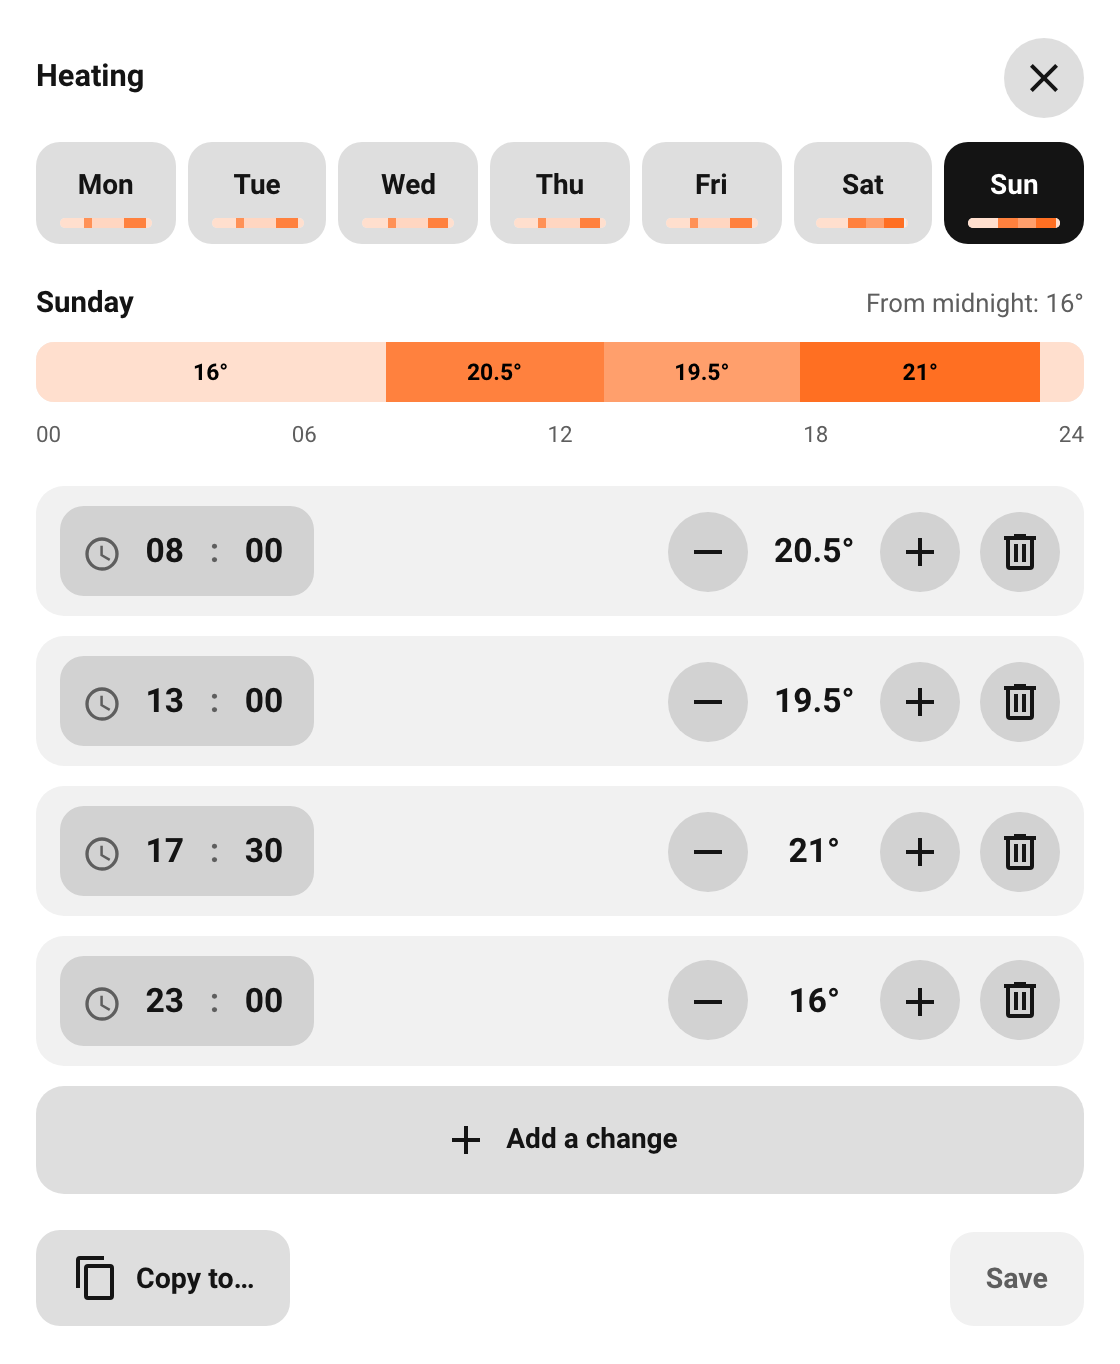 Heating
Mon Tue Wed Thu Fri Sat Sun
Sunday From midnight: 16°
16° 20.5° 19.5° 21°
00 06 12 18 24
08 : 00 20.5°
13 : 00 19.5°
17 : 30 21°
23 : 00 16°
Add a change
Copy to... Save